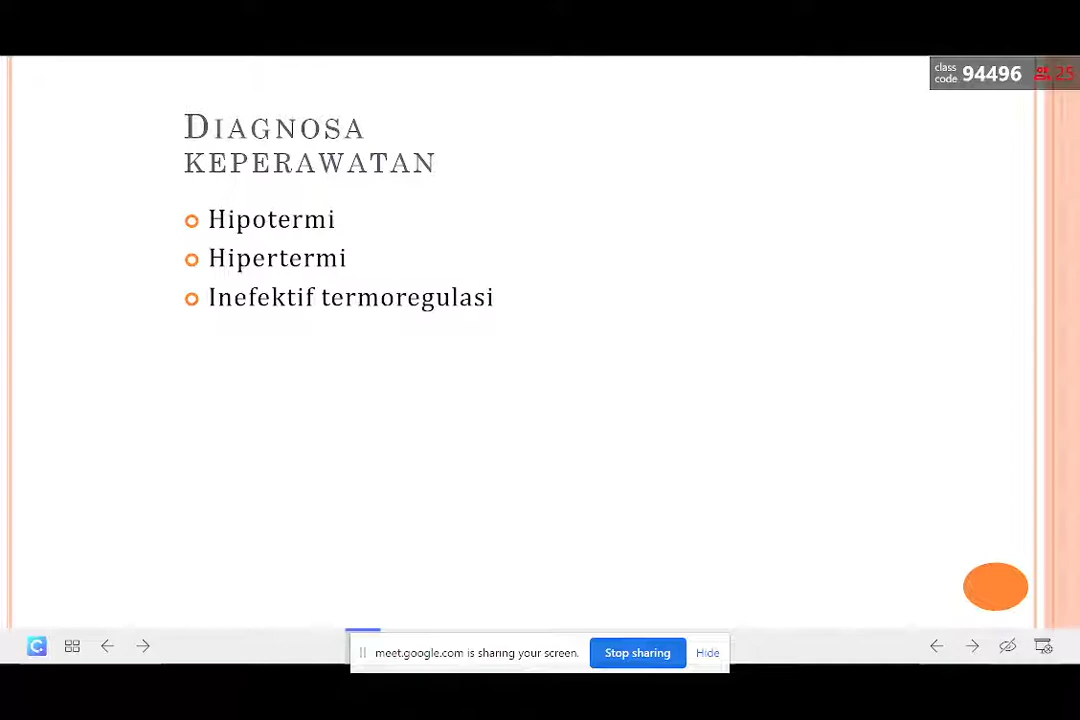 class code 94496 25
DIAGNOSA
KEPERAWATAN
Hipotermi
Hipertermi
Inefektif termoregulasi
meet.google.com is sharing your screen. Stop sharing Hide